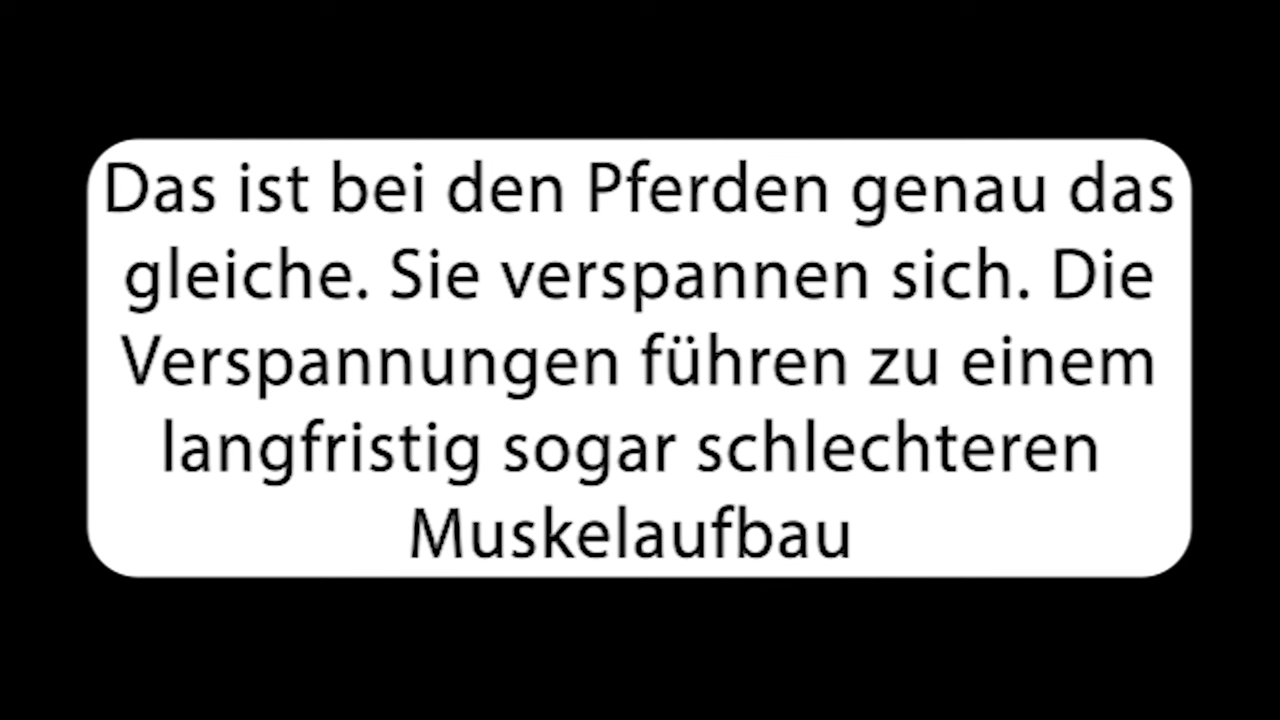 Das ist bei den Pferden genau das
gleiche. Sie verspannen sich. Die
Verspannungen führen zu einem
langfristig sogar schlechteren
Muskelaufbau